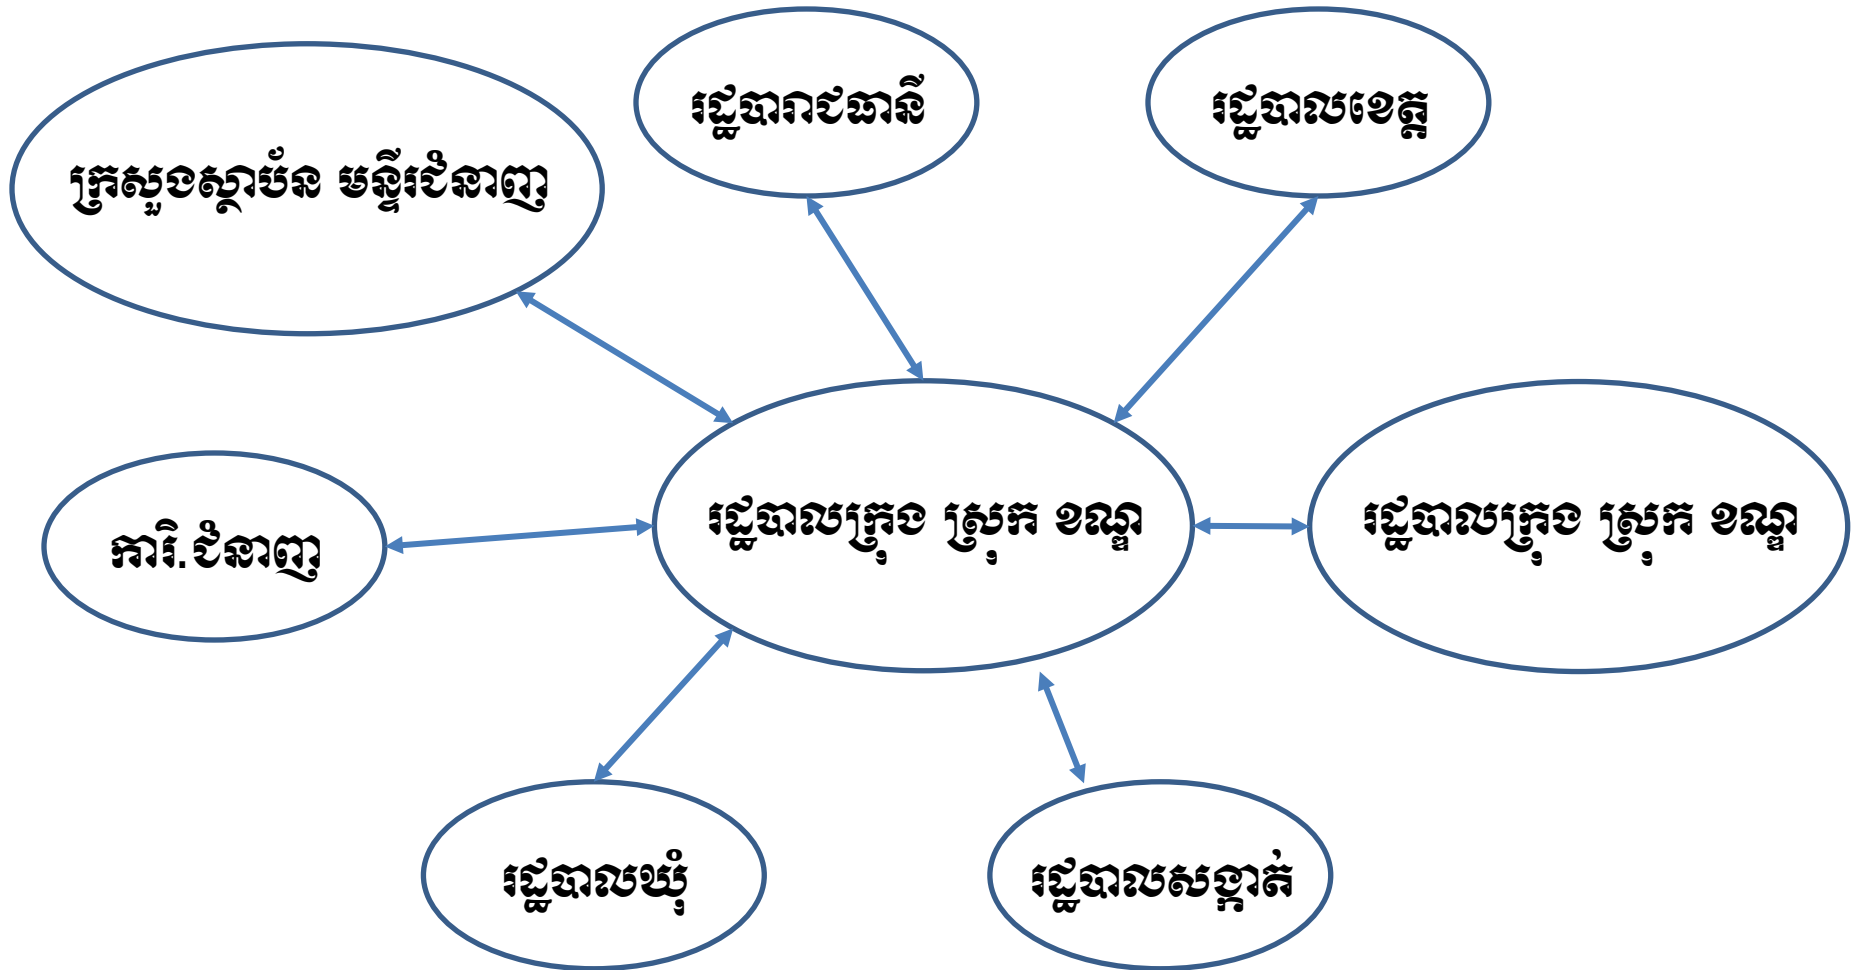 រដ្ឋបារាជធានី
រដ្ឋបាលខេត្ត
ក្រសួងស្ថាប័ន មន្ទីរជំនាញ
រដ្ឋបាលក្រុង ស្រុក ខណ្ឌ
រដ្ឋបាលក្រុង ស្រុក ខណ្ឌ
ការិ.ជំនាញ
រដ្ឋបាលឃុំ
រដ្ឋបាលសង្កាត់